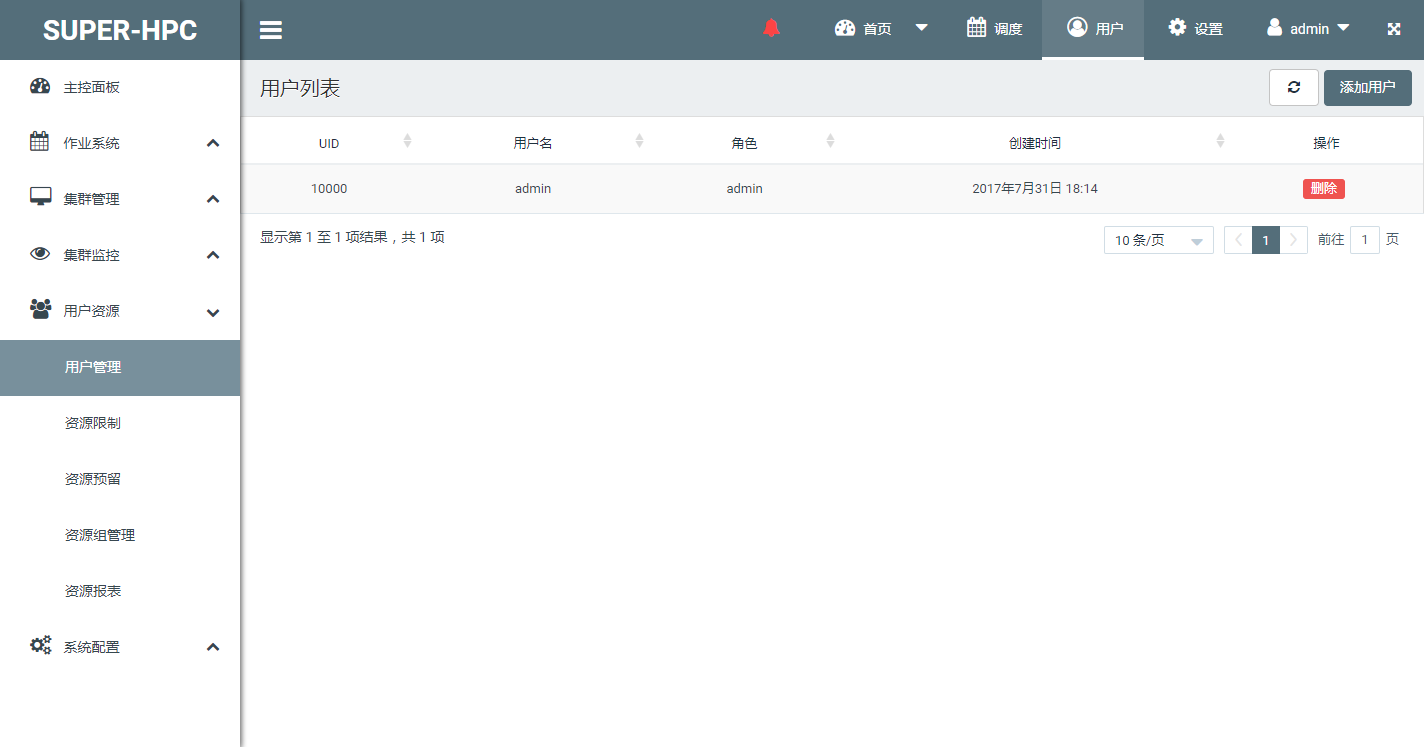 SUPER-HPC
首页
调度
用户
设置
admin
主控面板
作业系统
集群管理
集群监控
用户资源
用户管理
资源限制
资源预留
资源组管理
资源报表
系统配置
用户列表
添加用户
UID 用户名 角色 创建时间 操作
10000 admin admin 2017年7月31日 18:14 删除
显示第 1 至 1 项结果，共 1 项
10 条/页 1 前往 1 页